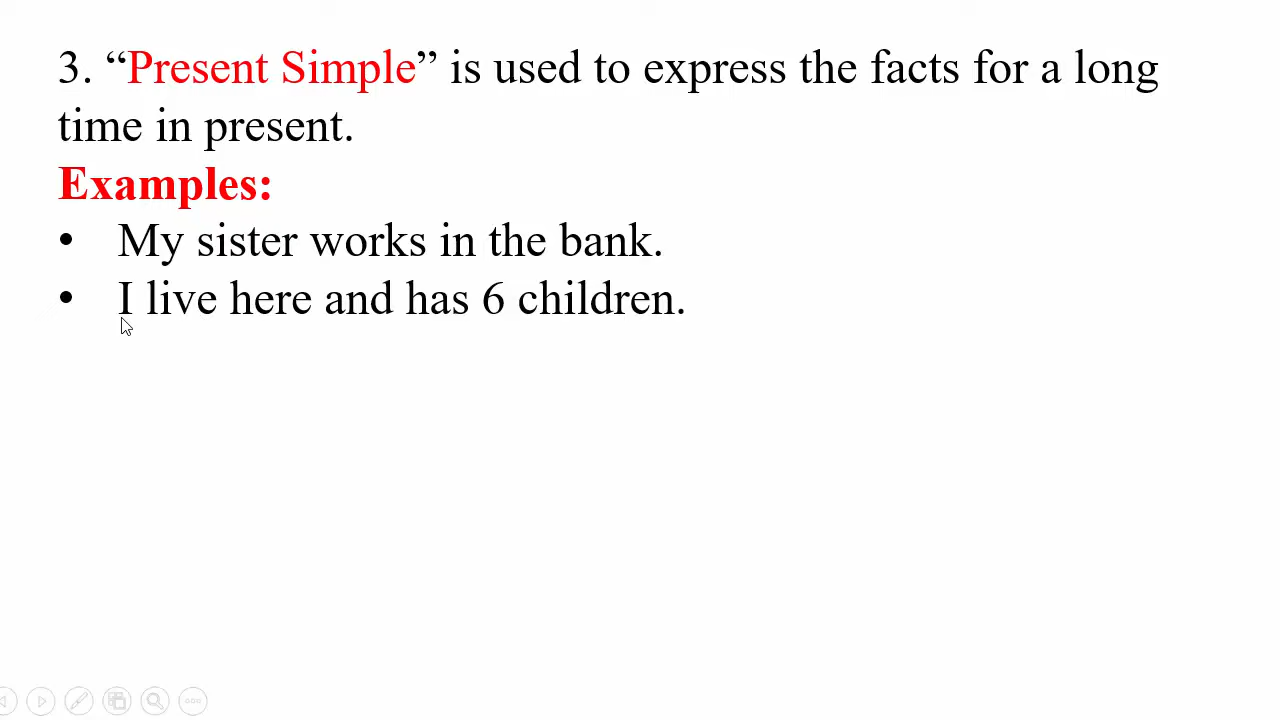 3. “Present Simple” is used to express the facts for a long
time in present.
Examples:
• My sister works in the bank.
• I live here and has 6 children.